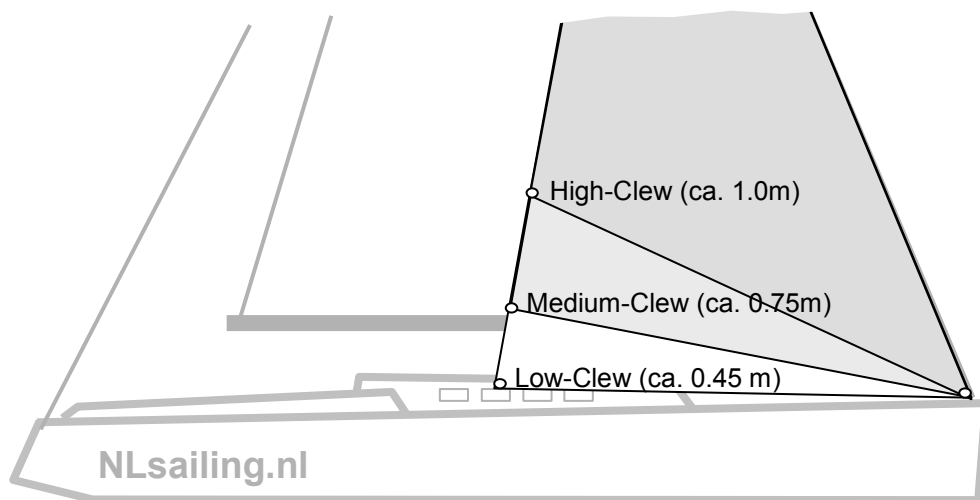 High-Clew (ca. 1.0m)
Medium-Clew (ca. 0.75m)
Low-Clew (ca. 0.45 m)
NLsailing.nl